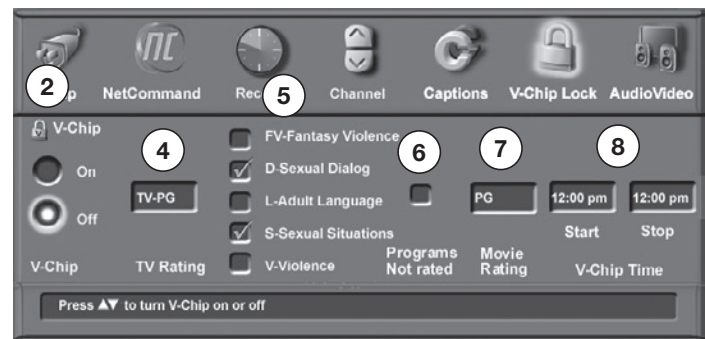 2
5
NetCommand
Channel
Captions
V-Chip Lock
AudioVideo
V-Chip
On
Off
V-Chip
4
TV-PG
TV Rating
FV-Fantasy Violence
D-Sexual Dialog
L-Adult Language
S-Sexual Situations
V-Violence
6
Programs
Not rated
7
PG
Movie
Rating
8
12:00 pm
12:00 pm
Start
Stop
V-Chip Time
Press ▲▼ to turn V-Chip on or off